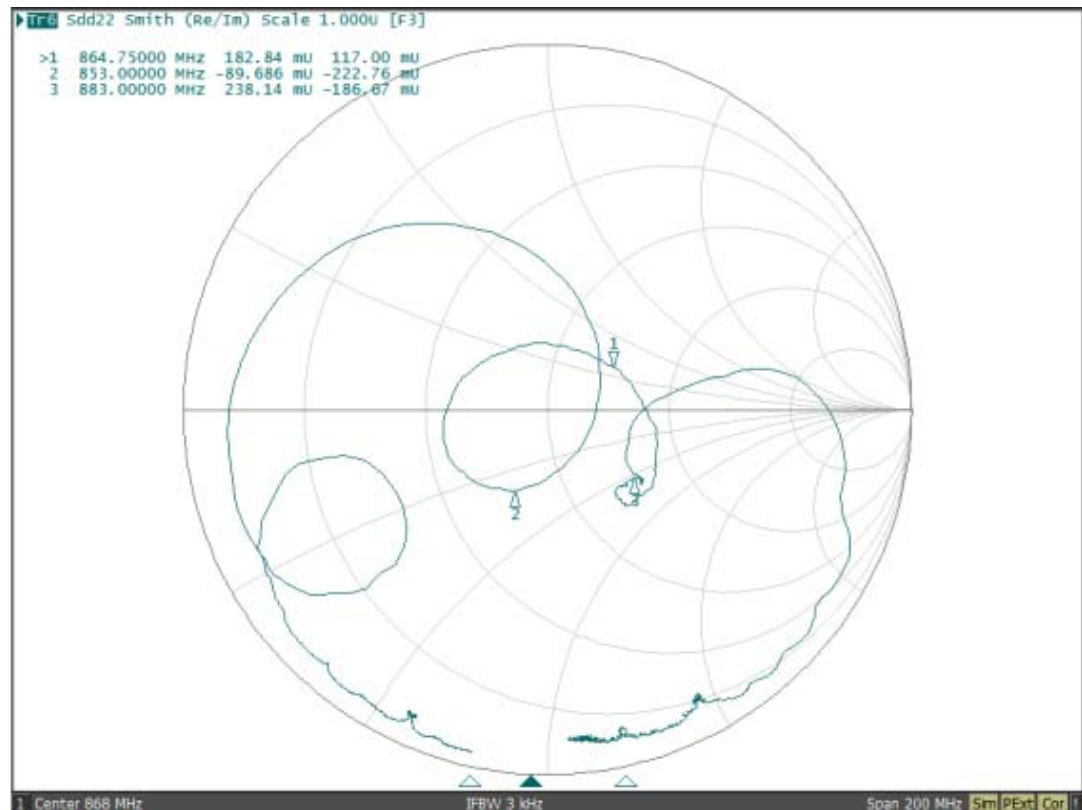 Tr6 Sdd22 Smith (Re/Im) Scale 1.000U [F3]
>1 864.75000 MHz 182.84 mU 117.00 mU
2 853.00000 MHz -89.686 mU -222.76 mU
3 883.00000 MHz 238.14 mU -186.67 mU
1
2
3
1 Center 868 MHz IFBW 3 kHz Span 200 MHz Sim PExt Cor